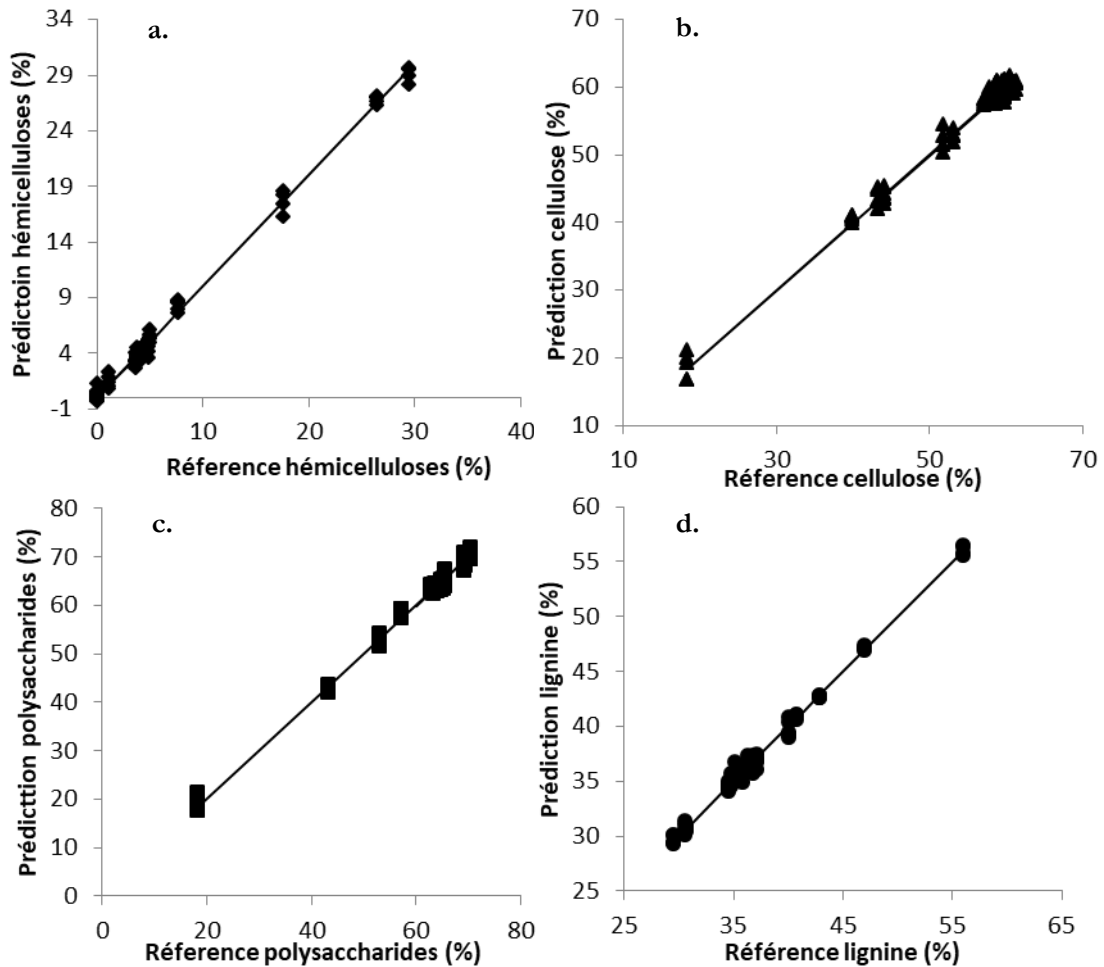 a.
Prédictoin hémicelluloses (%)
34
29
24
19
14
9
4
-1
0 10 20 30 40
Réference hémicelluloses (%)
b.
Prédiction cellulose (%)
70
60
50
40
30
20
10
10 30 50 70
Réference cellulose (%)
c.
Prédicttion polysaccharides (%)
80
70
60
50
40
30
20
10
0
0 20 40 60 80
Réference polysaccharides (%)
d.
Prédiction lignine (%)
60
55
50
45
40
35
30
25
25 35 45 55 65
Référence lignine (%)